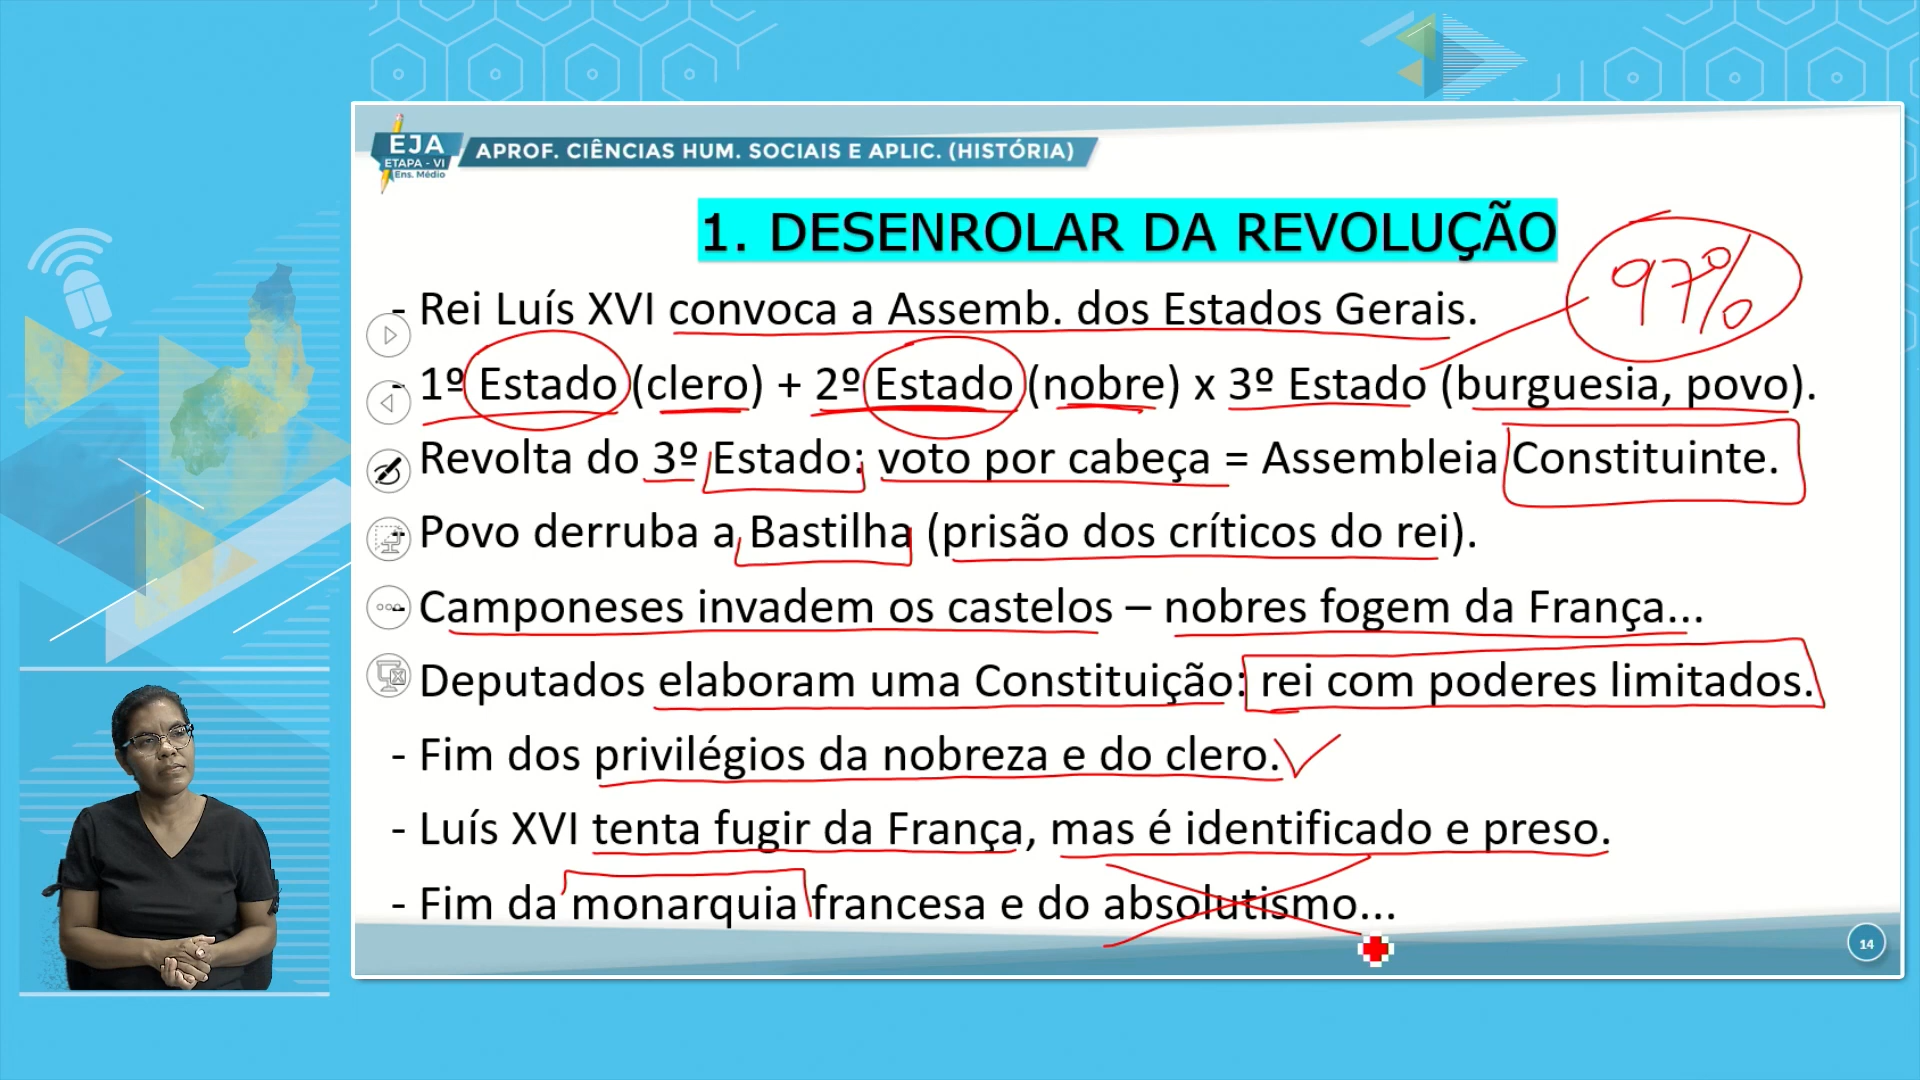 EJA
ETAPA - VI
Ens. Médio
APROF. CIÊNCIAS HUM. SOCIAIS E APLIC. (HISTÓRIA)
1. DESENROLAR DA REVOLUÇÃO
97%
- Rei Luís XVI convoca a Assemb. dos Estados Gerais.
- 1º Estado (clero) + 2º Estado (nobre) x 3º Estado (burguesia, povo).
Revolta do 3º Estado: voto por cabeça = Assembleia Constituinte.
- Povo derruba a Bastilha (prisão dos críticos do rei).
- Camponeses invadem os castelos – nobres fogem da França...
Deputados elaboram uma Constituição: rei com poderes limitados.
- Fim dos privilégios da nobreza e do clero.
- Luís XVI tenta fugir da França, mas é identificado e preso.
- Fim da monarquia francesa e do absolutismo...
14